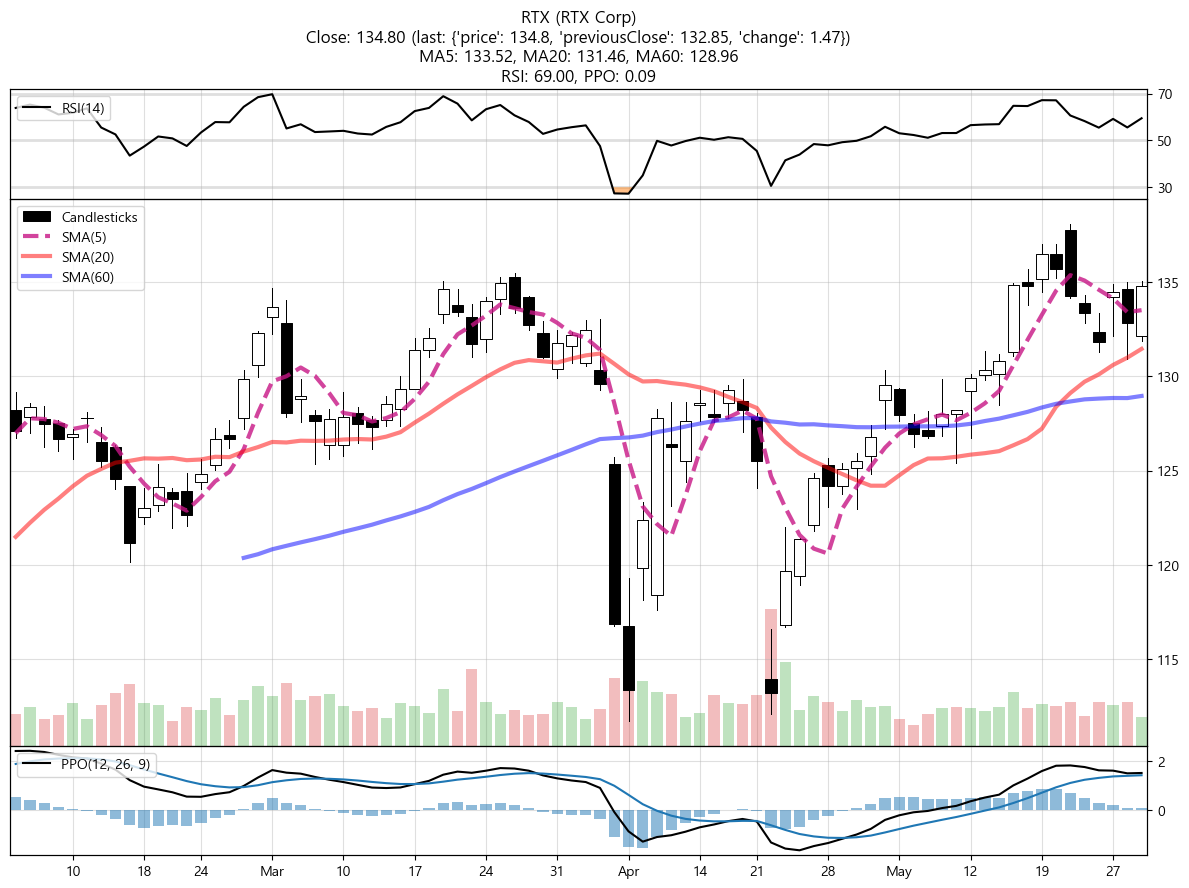 RTX (RTX Corp)
Close: 134.80 (last: {'price': 134.8, 'previousClose': 132.85, 'change': 1.47})
MA5: 133.52, MA20: 131.46, MA60: 128.96
RSI: 69.00, PPO: 0.09
RSI(14)
70
50
30
Candlesticks
SMA(5)
SMA(20)
SMA(60)
135
130
125
120
115
PPO(12, 26, 9)
2
0
10 18 24 Mar 10 17 24 31 Apr 14 21 28 May 12 19 27